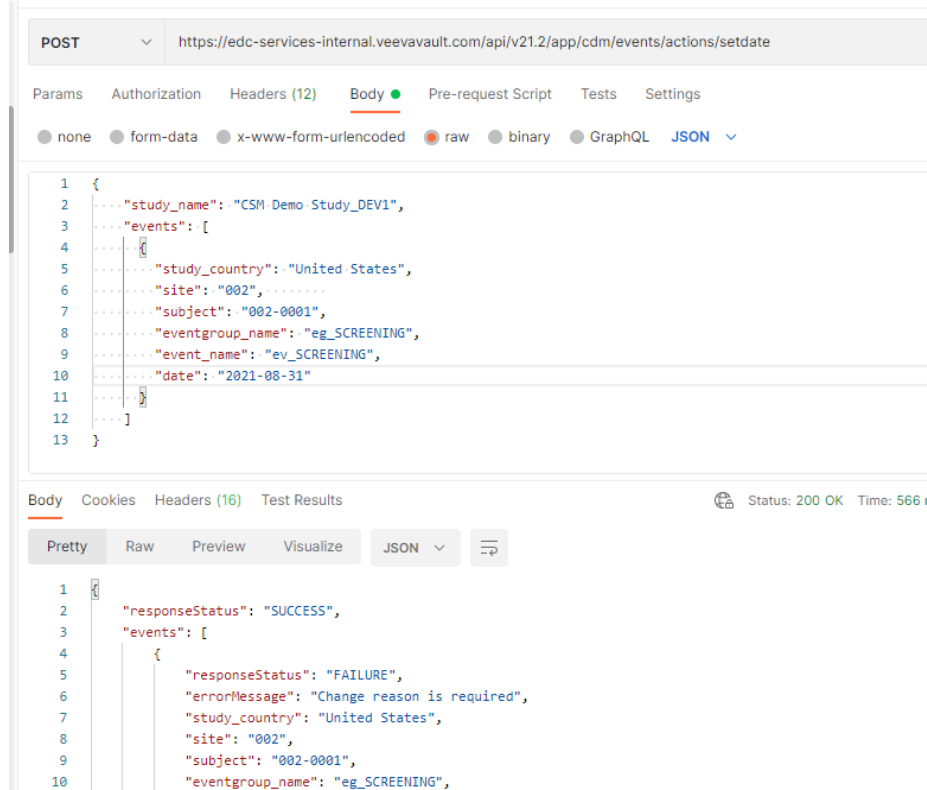 POST https://edc-services-internal.veevavault.com/api/v21.2/app/cdm/events/actions/setdate
Params Authorization Headers (12) Body Pre-request Script Tests Settings
none form-data x-www-form-urlencoded raw binary GraphQL JSON
1 {
2 "study_name": "CSM Demo Study_DEV1",
3 "events": [
4 {
5 "study_country": "United States",
6 "site": "002",
7 "subject": "002-0001",
8 "eventgroup_name": "eg_SCREENING",
9 "event_name": "ev_SCREENING",
10 "date": "2021-08-31"
11 }
12 ]
13 }
Body Cookies Headers (16) Test Results Status: 200 OK Time: 566
Pretty Raw Preview Visualize JSON
1 {
2 "responseStatus": "SUCCESS",
3 "events": [
4 {
5 "responseStatus": "FAILURE",
6 "errorMessage": "Change reason is required",
7 "study_country": "United States",
8 "site": "002",
9 "subject": "002-0001",
10 "eventgroup_name": "eg_SCREENING",